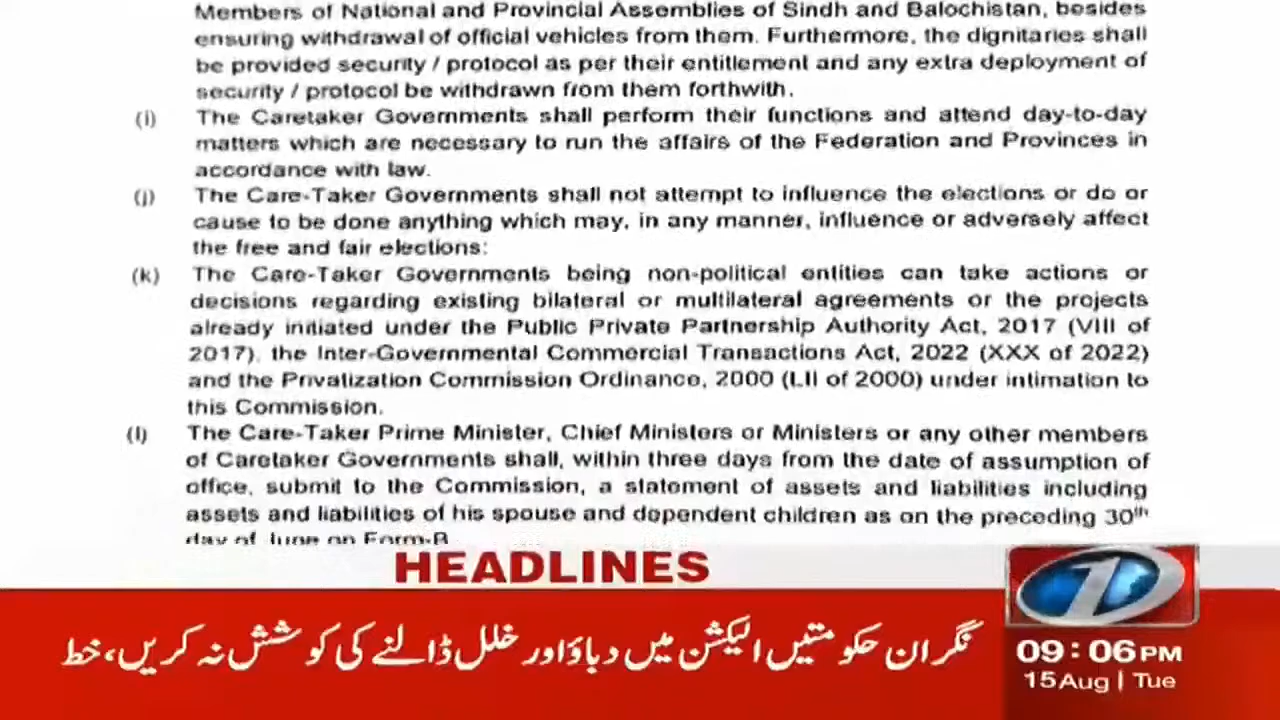 Members of National and Provincial Assemblies of Sindh and Balochistan, besides
ensuring withdrawal of official vehicles from them. Furthermore, the dignitaries shall
be provided security / protocol as per their entitlement and any extra deployment of
security / protocol be withdrawn from them forthwith.
(i) The Caretaker Governments shall perform their functions and attend day-to-day
matters which are necessary to run the affairs of the Federation and Provinces in
accordance with law.
(j) The Care-Taker Governments shall not attempt to influence the elections or do or
cause to be done anything which may, in any manner, influence or adversely affect
the free and fair elections;
(k) The Care-Taker Governments being non-political entities can take actions or
decisions regarding existing bilateral or multilateral agreements or the projects
already initiated under the Public Private Partnership Authority Act, 2017 (VIII of
2017), the Inter-Governmental Commercial Transactions Act, 2022 (XXX of 2022)
and the Privatization Commission Ordinance, 2000 (LII of 2000) under intimation to
this Commission.
(l) The Care-Taker Prime Minister, Chief Ministers or Ministers or any other members
of Caretaker Governments shall, within three days from the date of assumption of
office, submit to the Commission, a statement of assets and liabilities including
assets and liabilities of his spouse and dependent children as on the preceding 30th
day of June on Form-B
HEADLINES
نگران حکومتیں الیکشن میں دباؤ اور خلل ڈالنے کی کوشش نہ کریں، خط
1
09:06PM
15 Aug | Tue